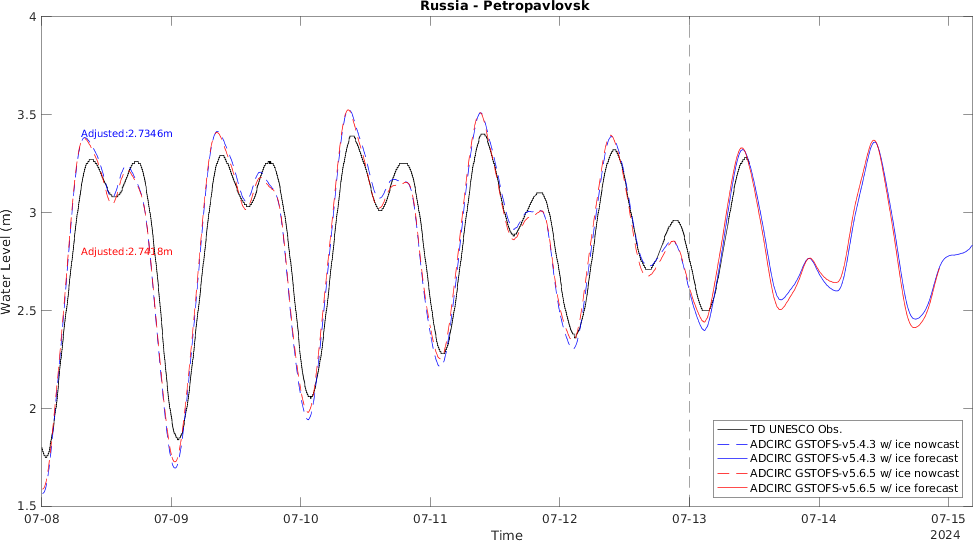 Russia - Petropavlovsk
4
3.5
3
2.5
2
1.5
Water Level (m)
Adjusted:2.7346m
Adjusted:2.7418m
TD UNESCO Obs.
ADCIRC GSTOFS-v5.4.3 w/ ice nowcast
ADCIRC GSTOFS-v5.4.3 w/ ice forecast
ADCIRC GSTOFS-v5.6.5 w/ ice nowcast
ADCIRC GSTOFS-v5.6.5 w/ ice forecast
07-08 07-09 07-10 07-11 07-12 07-13 07-14 07-15
Time
2024